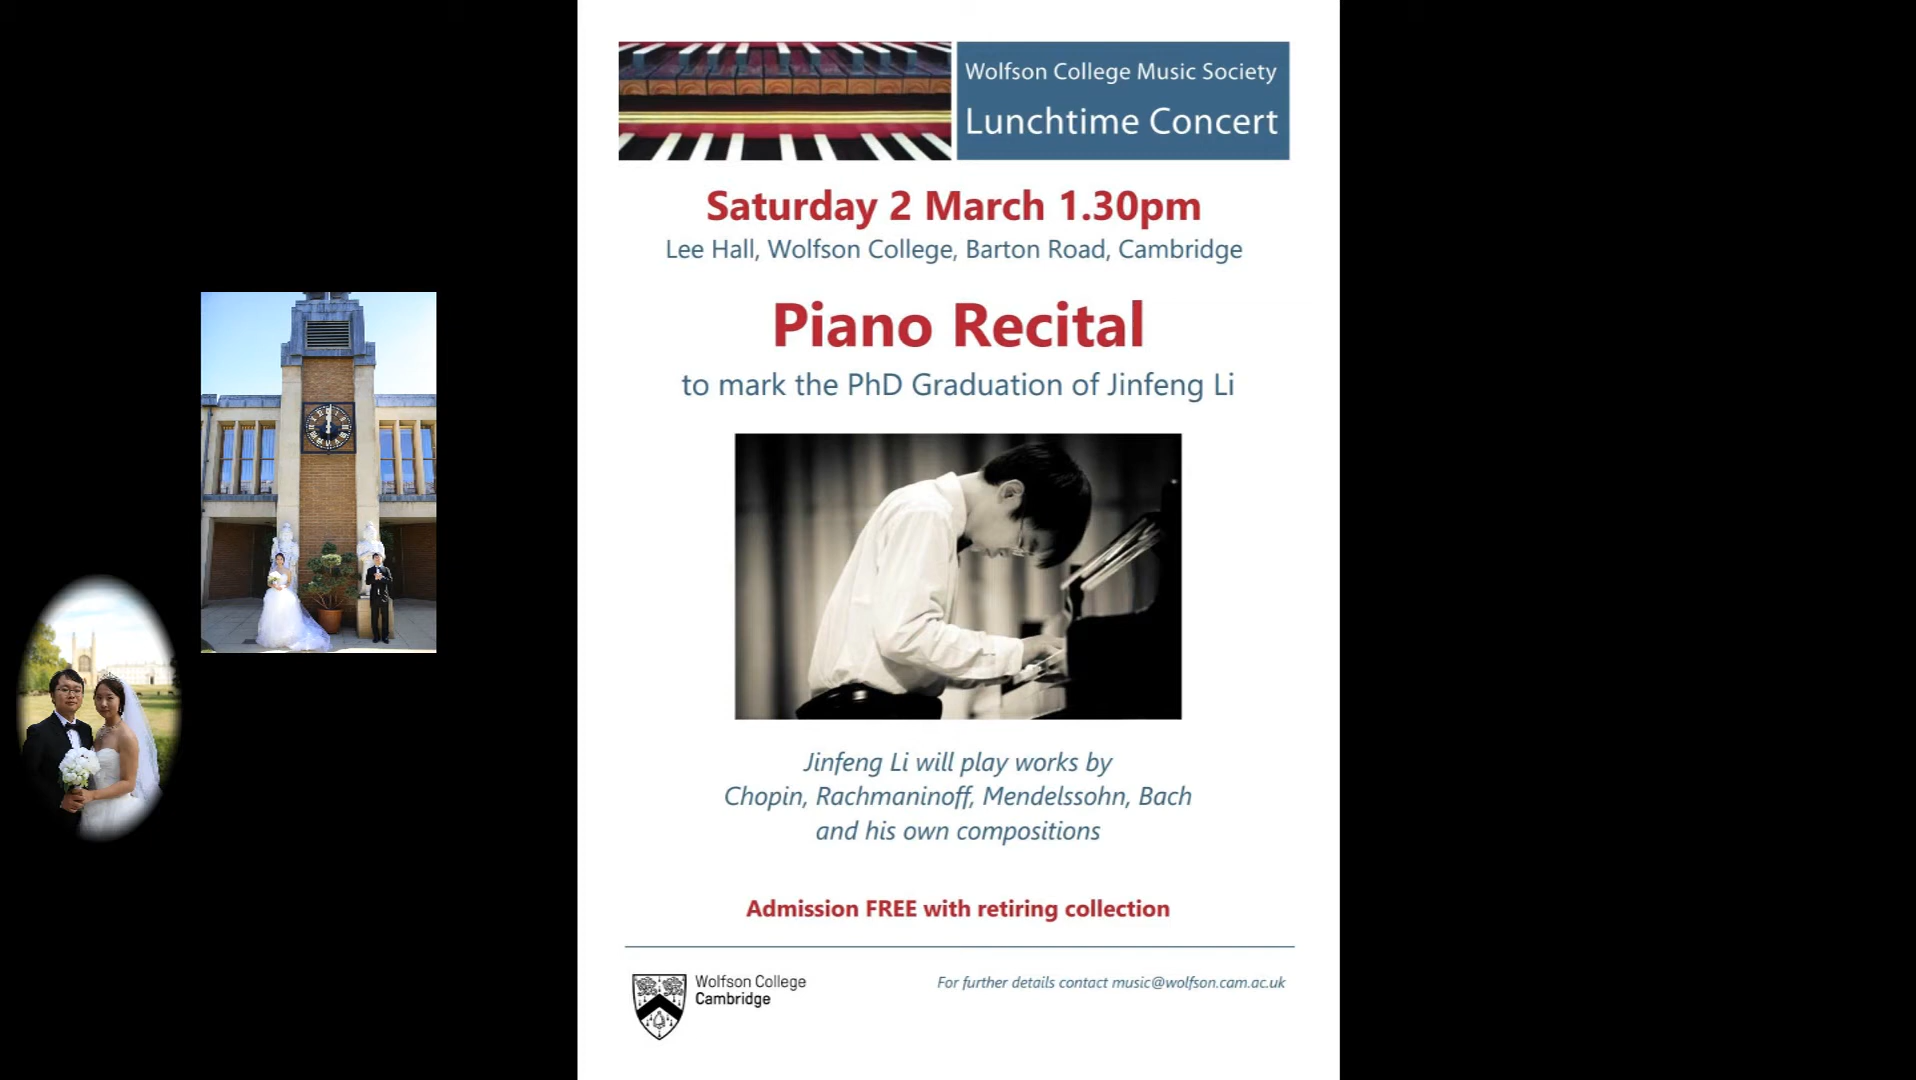 Wolfson College Music Society
Lunchtime Concert
Saturday 2 March 1.30pm
Lee Hall, Wolfson College, Barton Road, Cambridge
Piano Recital
to mark the PhD Graduation of Jinfeng Li
Jinfeng Li will play works by
Chopin, Rachmaninoff, Mendelssohn, Bach
and his own compositions
Admission FREE with retiring collection
Wolfson College
Cambridge
For further details contact music@wolfson.cam.ac.uk